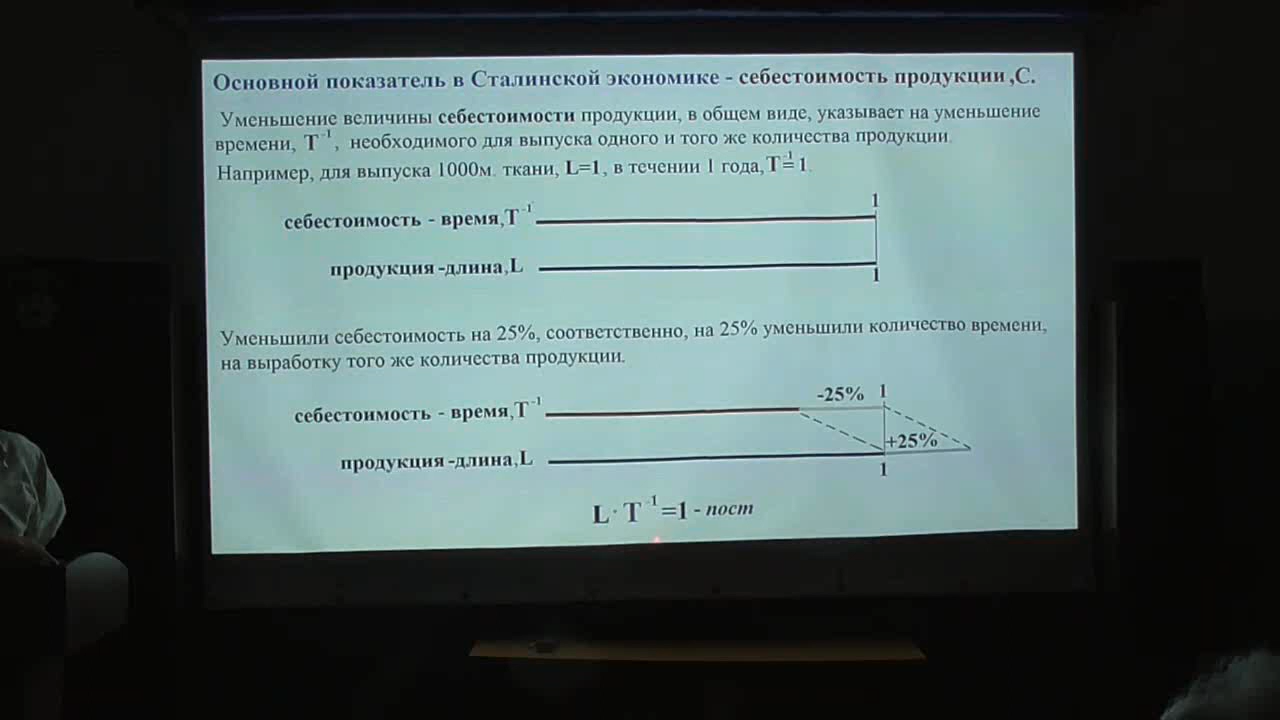 Основной показатель в Сталинской экономике - себестоимость продукции ,С.
Уменьшение величины себестоимости продукции, в общем виде, указывает на уменьшение
времени, T⁻¹, необходимого для выпуска одного и того же количества продукции.
Например, для выпуска 1000м. ткани, L=1, в течении 1 года, T⁻¹=1.
1
себестоимость - время,T⁻¹
продукция -длина,L
1
Уменьшили себестоимость на 25%, соответственно, на 25% уменьшили количество времени,
на выработку того же количества продукции.
-25% 1
себестоимость - время,T⁻¹
+25%
продукция -длина,L
1
L · T⁻¹=1 - пост